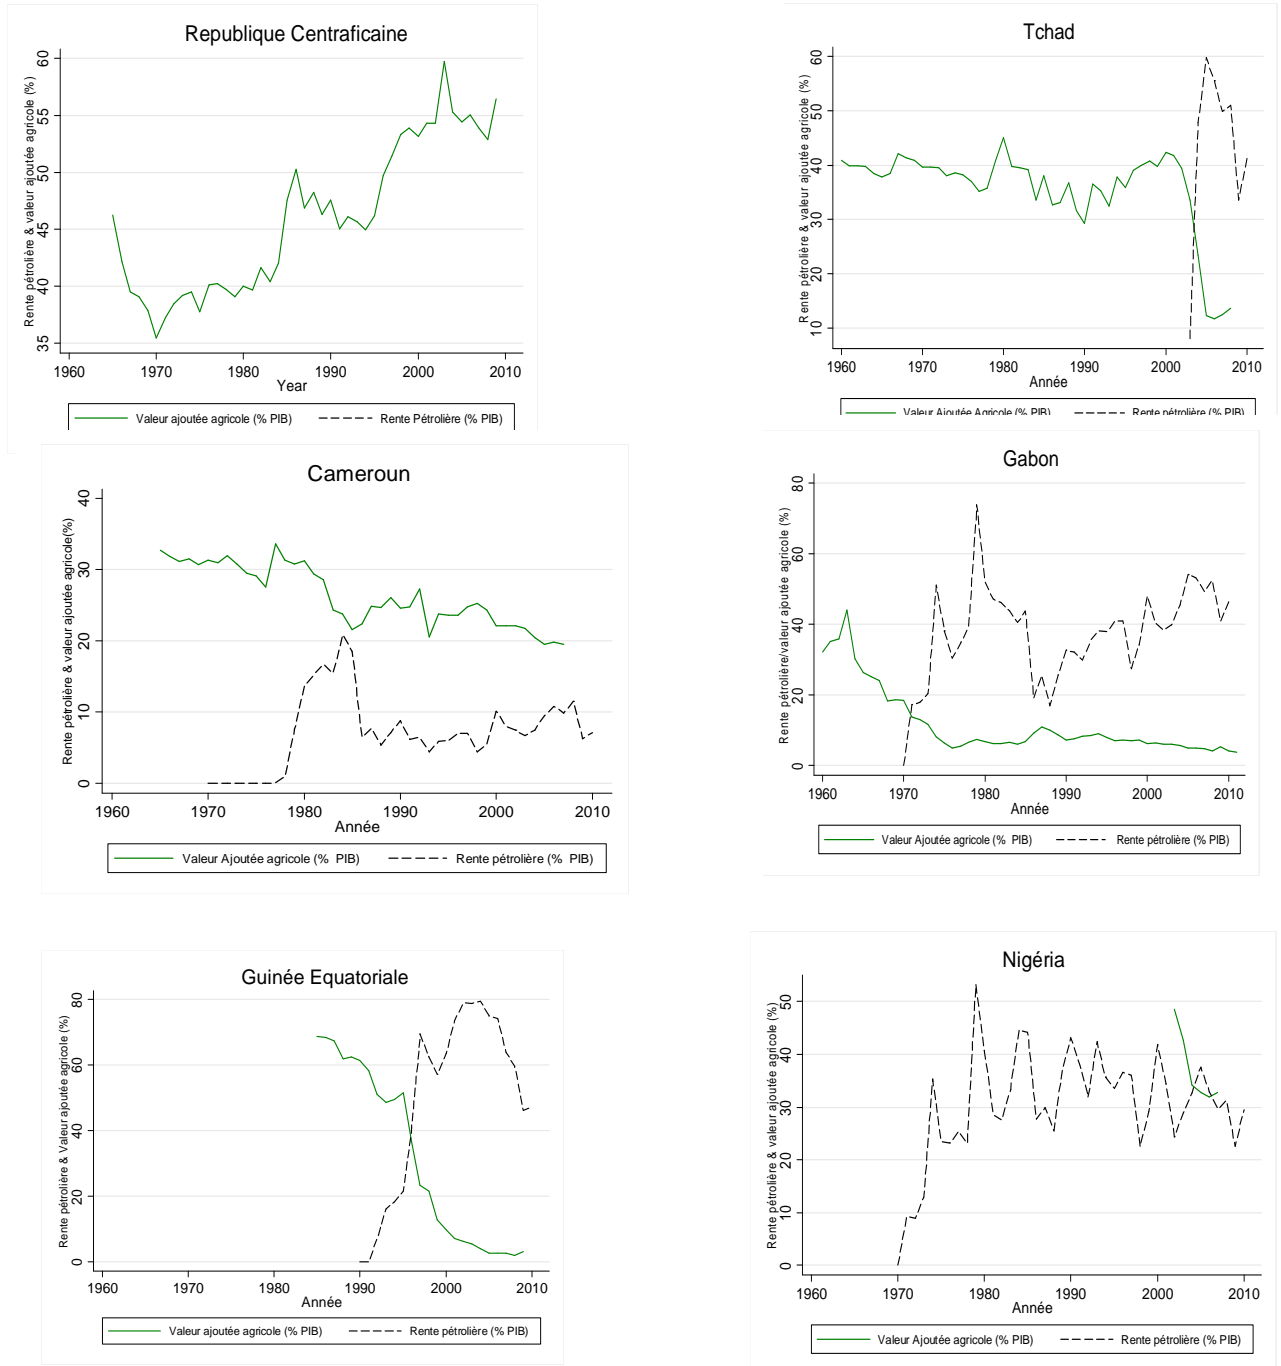 Republique Centraficaine
Rente pétrolière & valeur ajoutée agricole (%)
60
55
50
45
40
35
1960 1970 1980 1990 2000 2010
Year
Valeur ajoutée agricole (% PIB) Rente Pétrolière (% PIB)
Tchad
Rente pétrolière & valeur ajoutée agricole (%)
60
50
40
30
20
10
1960 1970 1980 1990 2000 2010
Année
Valeur Ajoutée Agricole (% PIB) Rente pétrolière (% PIB)
Cameroun
Rente pétrolière & valeur ajoutée agricole(%)
40
30
20
10
0
1960 1970 1980 1990 2000 2010
Année
Valeur Ajoutée agricole (% PIB) Rente pétrolière (% PIB)
Gabon
Rente pétrolière/valeur ajoutée agricole (%)
80
60
40
20
0
1960 1970 1980 1990 2000 2010
Année
Valeur Ajoutée agricole (% PIB) Rente pétrolière (% PIB)
Guinée Equatoriale
Rente pétrolière & Valeur ajoutée agricole (%)
80
60
40
20
0
1960 1970 1980 1990 2000 2010
Année
Valeur ajoutée agricole (% PIB) Rente pétrolière (% PIB)
Nigéria
Rente pétrolière & valeur ajoutée agricole (%)
50
40
30
20
10
0
1960 1970 1980 1990 2000 2010
Année
Valeur Ajoutée agricole (% PIB) Rente pétrolière (% PIB)